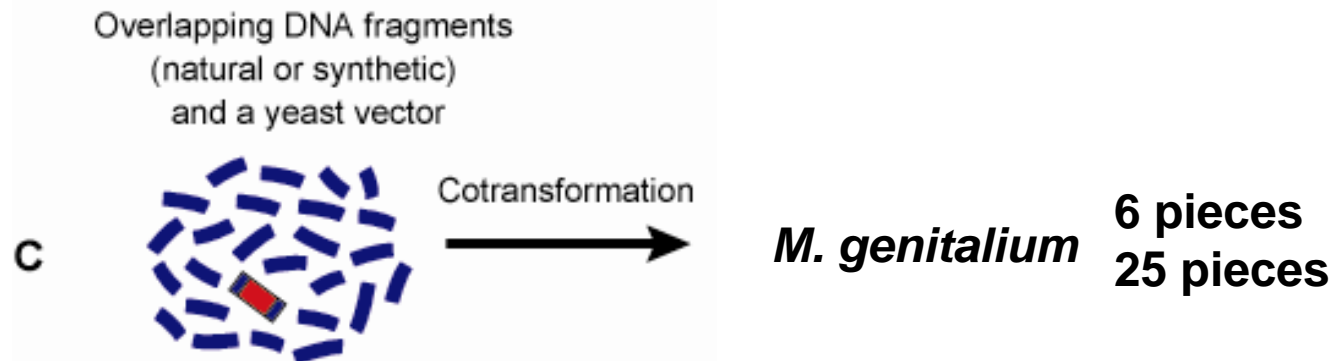 Overlapping DNA fragments
(natural or synthetic)
and a yeast vector
Cotransformation
C
M. genitalium
6 pieces
25 pieces